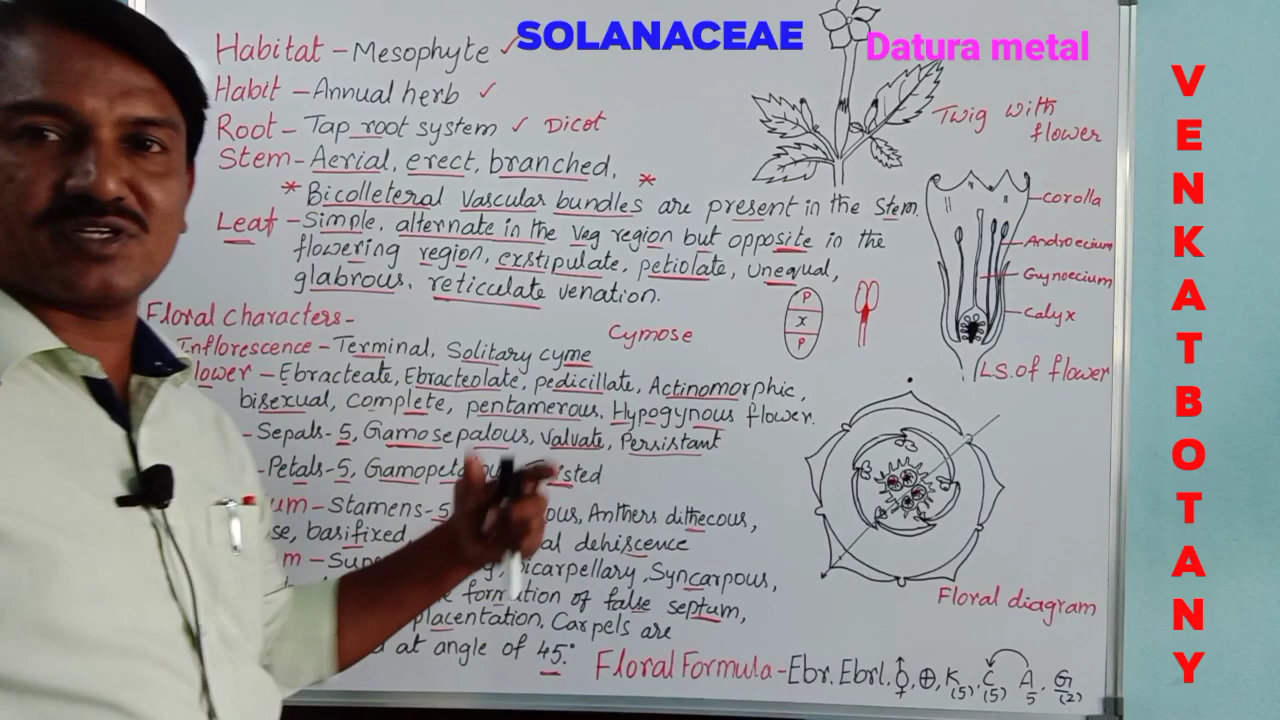 SOLANACEAE
Datura metal
VENKATBOTANY
Habitat - Mesophyte ✓
Habit - Annual herb ✓
Root - Tap root system ✓ Dicot
Stem - Aerial, erect, branched,
* Bicolleteral Vascular bundles are present in the stem. *
Leaf - Simple, alternate in the Veg region but opposite in the
flowering region, exstipulate, petiolate, unequal,
glabrous, reticulate venation.
Floral characters -
Inflorescence - Terminal, Solitary cyme
Cymose
lower - Ebracteate, Ebracteolate, pedicillate, Actinomorphic,
bisexual, complete, pentamerous, Hypogynous flower.
- Sepals - 5, Gamosepalous, valvate, Persistant
- Petals - 5, Gamopetalous, Twisted
um - Stamens - 5 ous, Anthers dithecous,
se, basifixed, al dehiscence
m - Supe y, bicarpellary, Syncarpous,
formation of false septum,
placentation, Carpels are
at angle of 45°
Floral Formula - Ebr. Ebrl. ⚥, ⊕, K(5), C(5) A5, G(2)
Twig with
flower
corolla
Androecium
Gynoecium
Calyx
L.S. of flower
P
x
P
Floral diagram